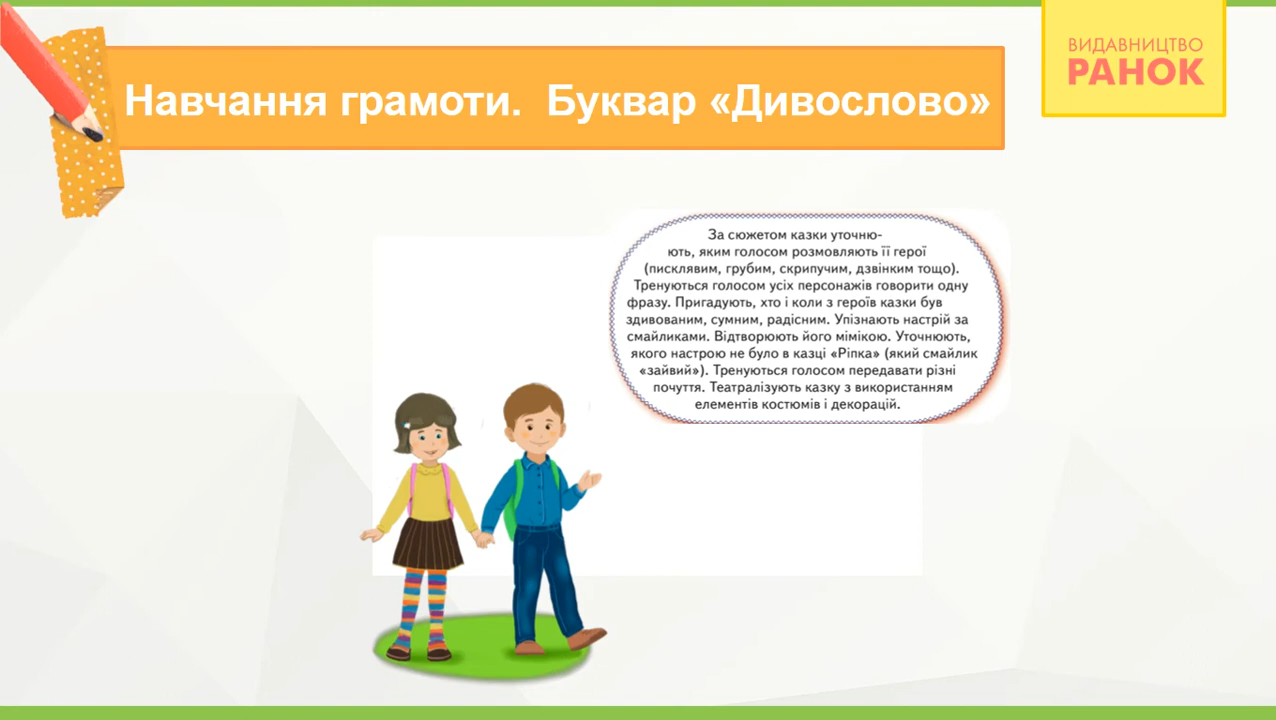 Навчання грамоти. Буквар «Дивослово»
ВИДАВНИЦТВО
РАНОК
За сюжетом казки уточню-
ють, яким голосом розмовляють її герої
(писклявим, грубим, скрипучим, дзвінким тощо).
Тренуються голосом усіх персонажів говорити одну
фразу. Пригадують, хто і коли з героїв казки був
здивованим, сумним, радісним. Упізнають настрій за
смайликами. Відтворюють його мімікою. Уточнюють,
якого настрою не було в казці «Ріпка» (який смайлик
«зайвий»). Тренуються голосом передавати різні
почуття. Театралізують казку з використанням
елементів костюмів і декорацій.